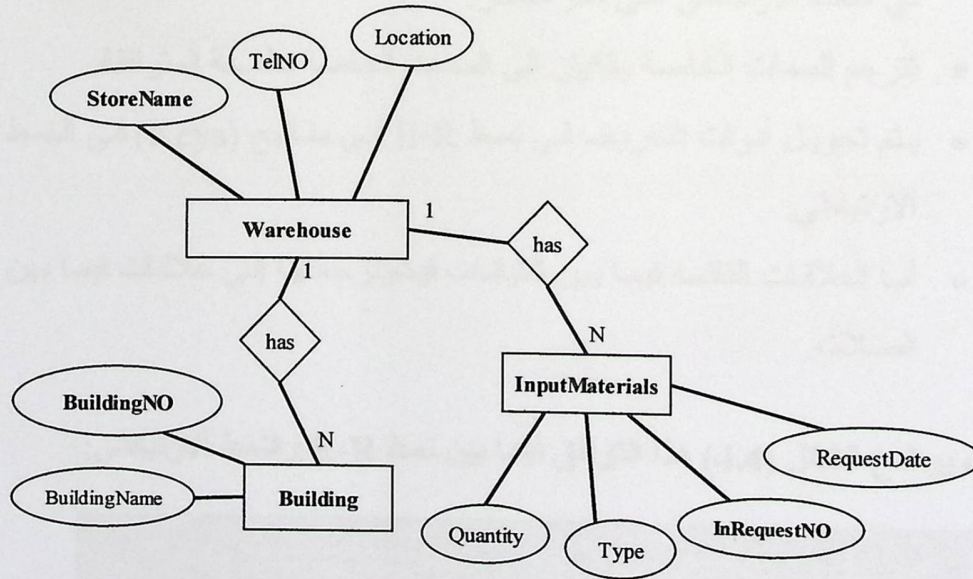 Location
TelNO
StoreName
Warehouse
1
1
has
has
N
InputMaterials
BuildingNO
N
RequestDate
BuildingName
Building
Quantity
Type
InRequestNO